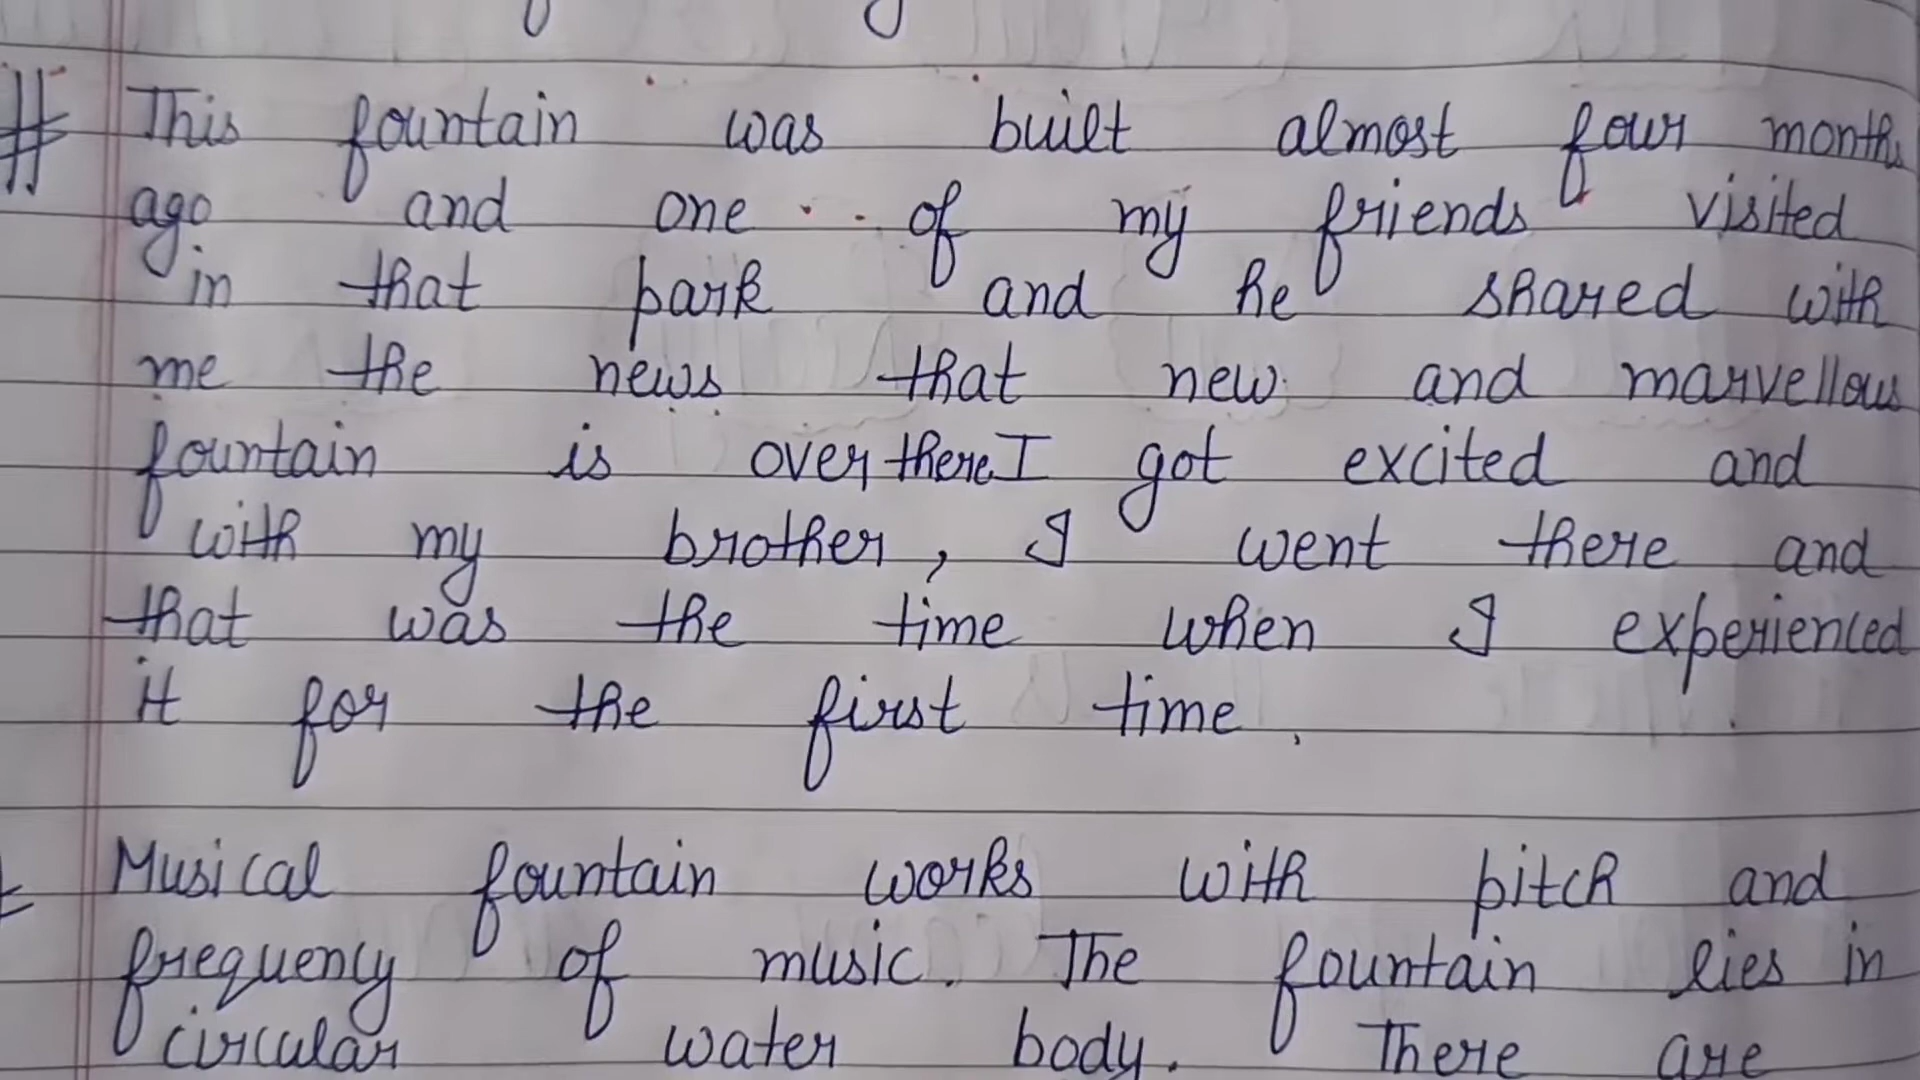 # This fountain was built almost four months
ago and one of my friends visited
in that park and he shared with
me the news that new and marvellous
fountain is over there I got excited and
with my brother, I went there and
that was the time when I experienced
it for the first time.
Musical fountain works with pitch and
frequency of music. The fountain lies in
circular water body. There are